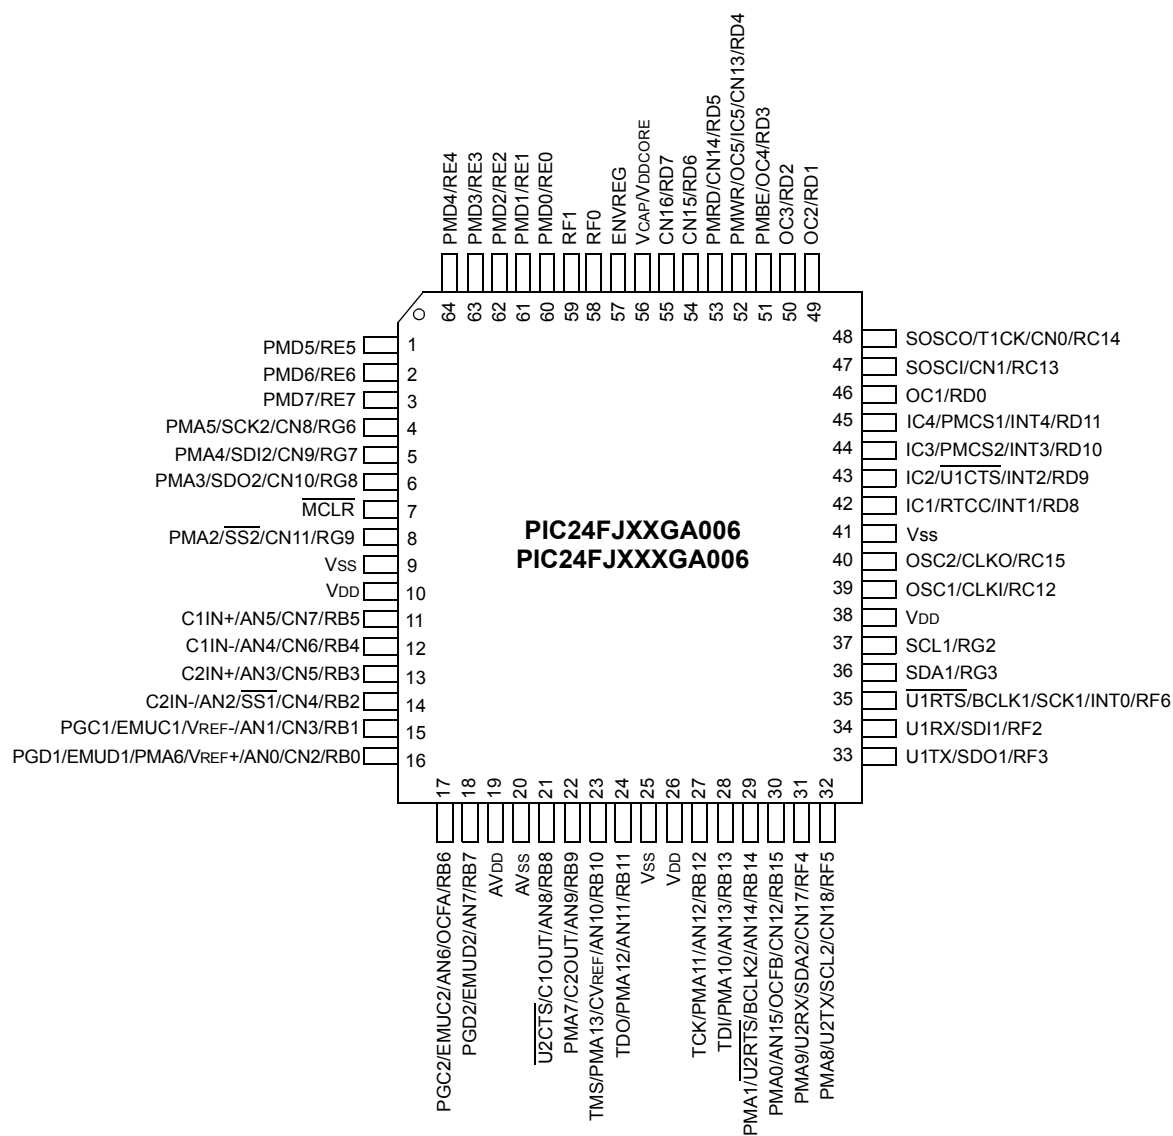 PMD4/RE4
PMD3/RE3
PMD2/RE2
PMD1/RE1
PMD0/RE0
RF1
RF0
ENVREG
VCAP/VDDCORE
CN16/RD7
CN15/RD6
PMRD/CN14/RD5
PMWR/OC5/IC5/CN13/RD4
PMBE/OC4/RD3
OC3/RD2
OC2/RD1
64
63
62
61
60
59
58
57
56
55
54
53
52
51
50
49
PMD5/RE5 1
PMD6/RE6 2
PMD7/RE7 3
PMA5/SCK2/CN8/RG6 4
PMA4/SDI2/CN9/RG7 5
PMA3/SDO2/CN10/RG8 6
MCLR 7
PMA2/SS2/CN11/RG9 8
VSS 9
VDD 10
C1IN+/AN5/CN7/RB5 11
C1IN-/AN4/CN6/RB4 12
C2IN+/AN3/CN5/RB3 13
C2IN-/AN2/SS1/CN4/RB2 14
PGC1/EMUC1/VREF-/AN1/CN3/RB1 15
PGD1/EMUD1/PMA6/VREF+/AN0/CN2/RB0 16
PIC24FJXXGA006
PIC24FJXXXGA006
48 SOSCO/T1CK/CN0/RC14
47 SOSCI/CN1/RC13
46 OC1/RD0
45 IC4/PMCS1/INT4/RD11
44 IC3/PMCS2/INT3/RD10
43 IC2/U1CTS/INT2/RD9
42 IC1/RTCC/INT1/RD8
41 Vss
40 OSC2/CLKO/RC15
39 OSC1/CLKI/RC12
38 VDD
37 SCL1/RG2
36 SDA1/RG3
35 U1RTS/BCLK1/SCK1/INT0/RF6
34 U1RX/SDI1/RF2
33 U1TX/SDO1/RF3
17
18
19
20
21
22
23
24
25
26
27
28
29
30
31
32
PGC2/EMUC2/AN6/OCFA/RB6
PGD2/EMUD2/AN7/RB7
AVDD
AVSS
U2CTS/C1OUT/AN8/RB8
PMA7/C2OUT/AN9/RB9
TMS/PMA13/CVREF/AN10/RB10
TDO/PMA12/AN11/RB11
VSS
VDD
TCK/PMA11/AN12/RB12
TDI/PMA10/AN13/RB13
PMA1/U2RTS/BCLK2/AN14/RB14
PMA0/AN15/OCFB/CN12/RB15
PMA9/U2RX/SDA2/CN17/RF4
PMA8/U2TX/SCL2/CN18/RF5